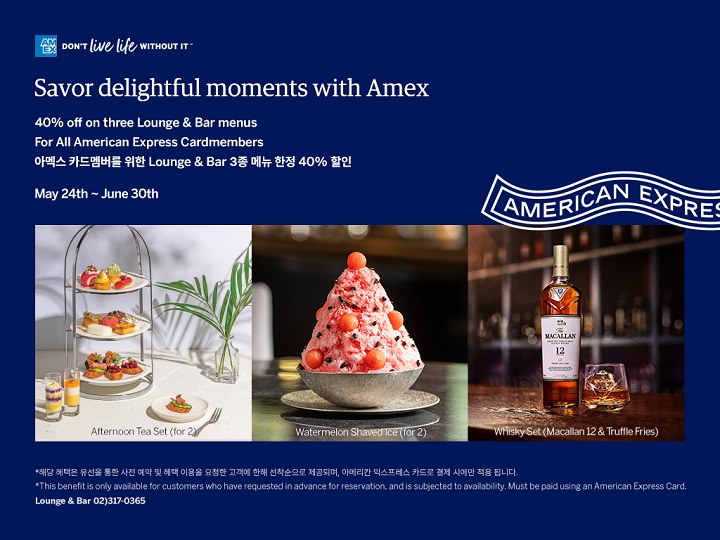 AM
EX
DON'T live life WITHOUT IT™
Savor delightful moments with Amex
40% off on three Lounge & Bar menus
For All American Express Cardmembers
아멕스 카드멤버를 위한 Lounge & Bar 3종 메뉴 한정 40% 할인
May 24th ~ June 30th
AMERICAN EXPRES
The
MACALLAN
12
Afternoon Tea Set (for 2)
Watermelon Shaved Ice (for 2)
Whisky Set (Macallan 12 & Truffle Fries)
*해당 혜택은 유선을 통한 사전 예약 및 혜택 이용을 요청한 고객에 한해 선착순으로 제공되며, 아메리칸 익스프레스 카드로 결제 시에만 적용 됩니다.
*This benefit is only available for customers who have requested in advance for reservation, and is subjected to availability. Must be paid using an American Express Card.
Lounge & Bar 02)317-0365